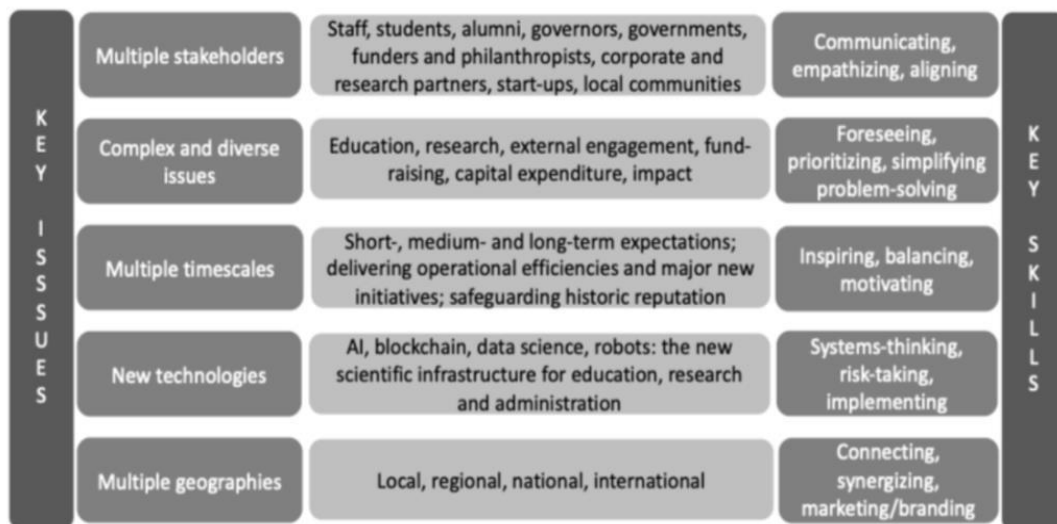 KEY ISSUES
Multiple stakeholders
Staff, students, alumni, governors, governments,
funders and philanthropists, corporate and
research partners, start-ups, local communities
Communicating,
empathizing, aligning
Complex and diverse
issues
Education, research, external engagement, fund-
raising, capital expenditure, impact
Foreseeing,
prioritizing, simplifying
problem-solving
Multiple timescales
Short-, medium- and long-term expectations;
delivering operational efficiencies and major new
initiatives; safeguarding historic reputation
Inspiring, balancing,
motivating
New technologies
AI, blockchain, data science, robots: the new
scientific infrastructure for education, research
and administration
Systems-thinking,
risk-taking,
implementing
Multiple geographies
Local, regional, national, international
Connecting,
synergizing,
marketing/branding
KEY SKILLS